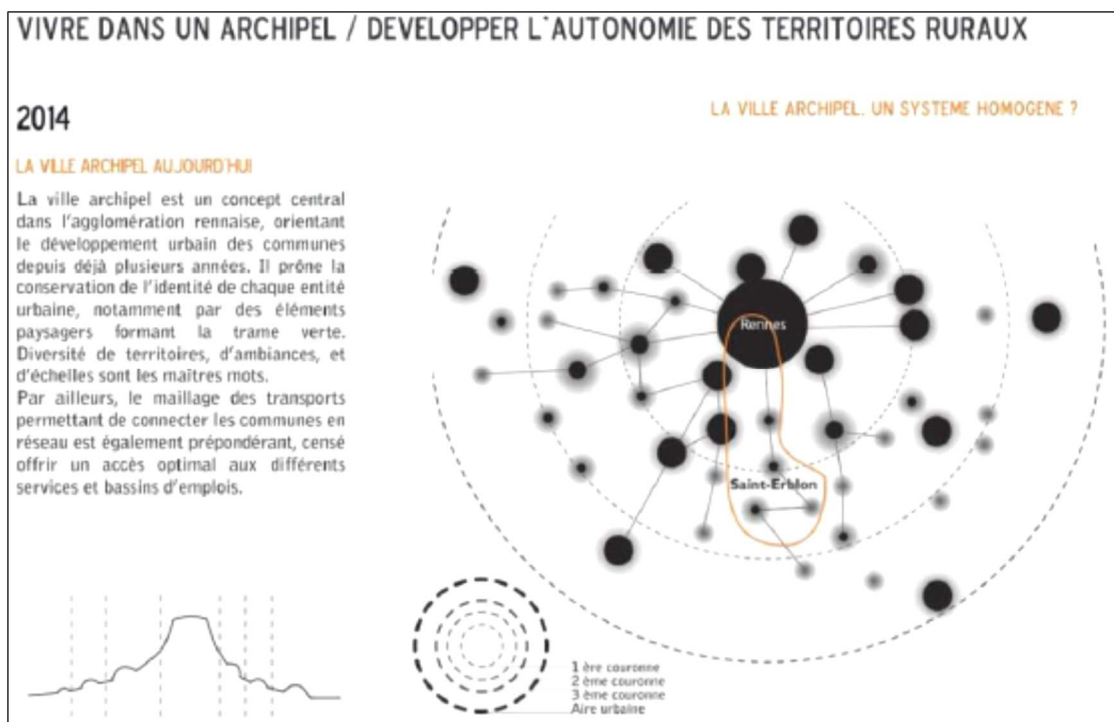 VIVRE DANS UN ARCHIPEL / DEVELOPPER L'AUTONOMIE DES TERRITOIRES RURAUX
2014
LA VILLE ARCHIPEL. UN SYSTEME HOMOGENE ?
LA VILLE ARCHIPEL AUJOURD'HUI
La ville archipel est un concept central
dans l'agglomération rennaise, orientant
le développement urbain des communes
depuis déjà plusieurs années. Il prône la
conservation de l'identité de chaque entité
urbaine, notamment par des éléments
paysagers formant la trame verte.
Diversité de territoires, d'ambiances, et
d'échelles sont les maîtres mots.
Par ailleurs, le maillage des transports
permettant de connecter les communes en
réseau est également prépondérant, censé
offrir un accès optimal aux différents
services et bassins d'emplois.
Rennes
Saint-Erblon
1 ère couronne
2 ème couronne
3 ème couronne
Aire urbaine